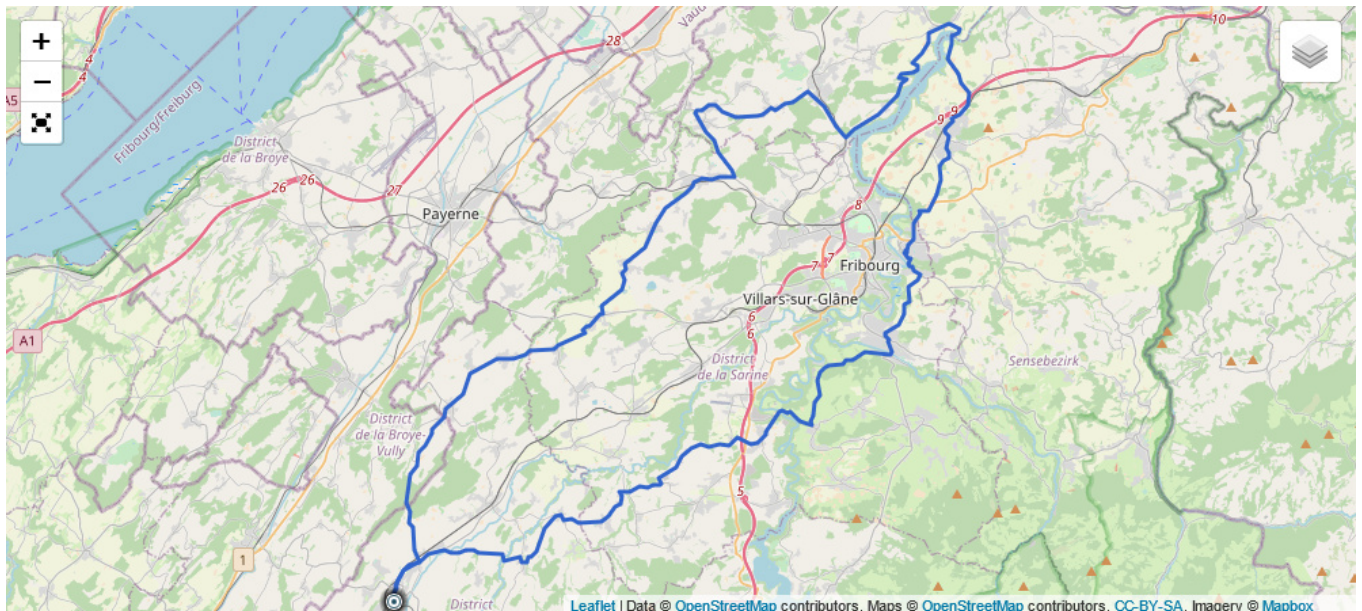 +
−
A5
4
4
4
Fribourg/Freiburg
District
de la Broye
26
26
27
28
Vaud
10
9
9
8
Payerne
7
7
Fribourg
Villars-sur-Glâne
6
6
District
de la Sarine
Sensebezirk
A1
District
de la Broye-
Vully
5
1
District
Leaflet | Data © OpenStreetMap contributors, Maps © OpenStreetMap contributors, CC-BY-SA, Imagery © Mapbox